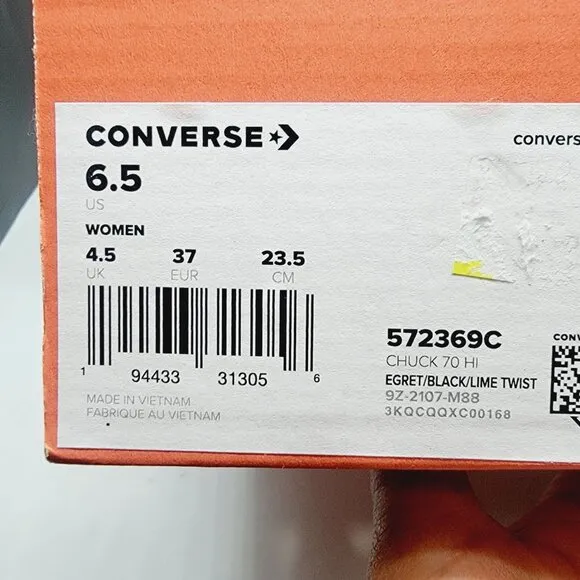 CONVERSE
convers
6.5
US
WOMEN
4.5 37 23.5
UK EUR CM
1 94433 31305 6
MADE IN VIETNAM
FABRIQUE AU VIETNAM
572369C
CHUCK 70 HI
EGRET/BLACK/LIME TWIST
9Z-2107-M88
3KQCQQXC00168
CONV